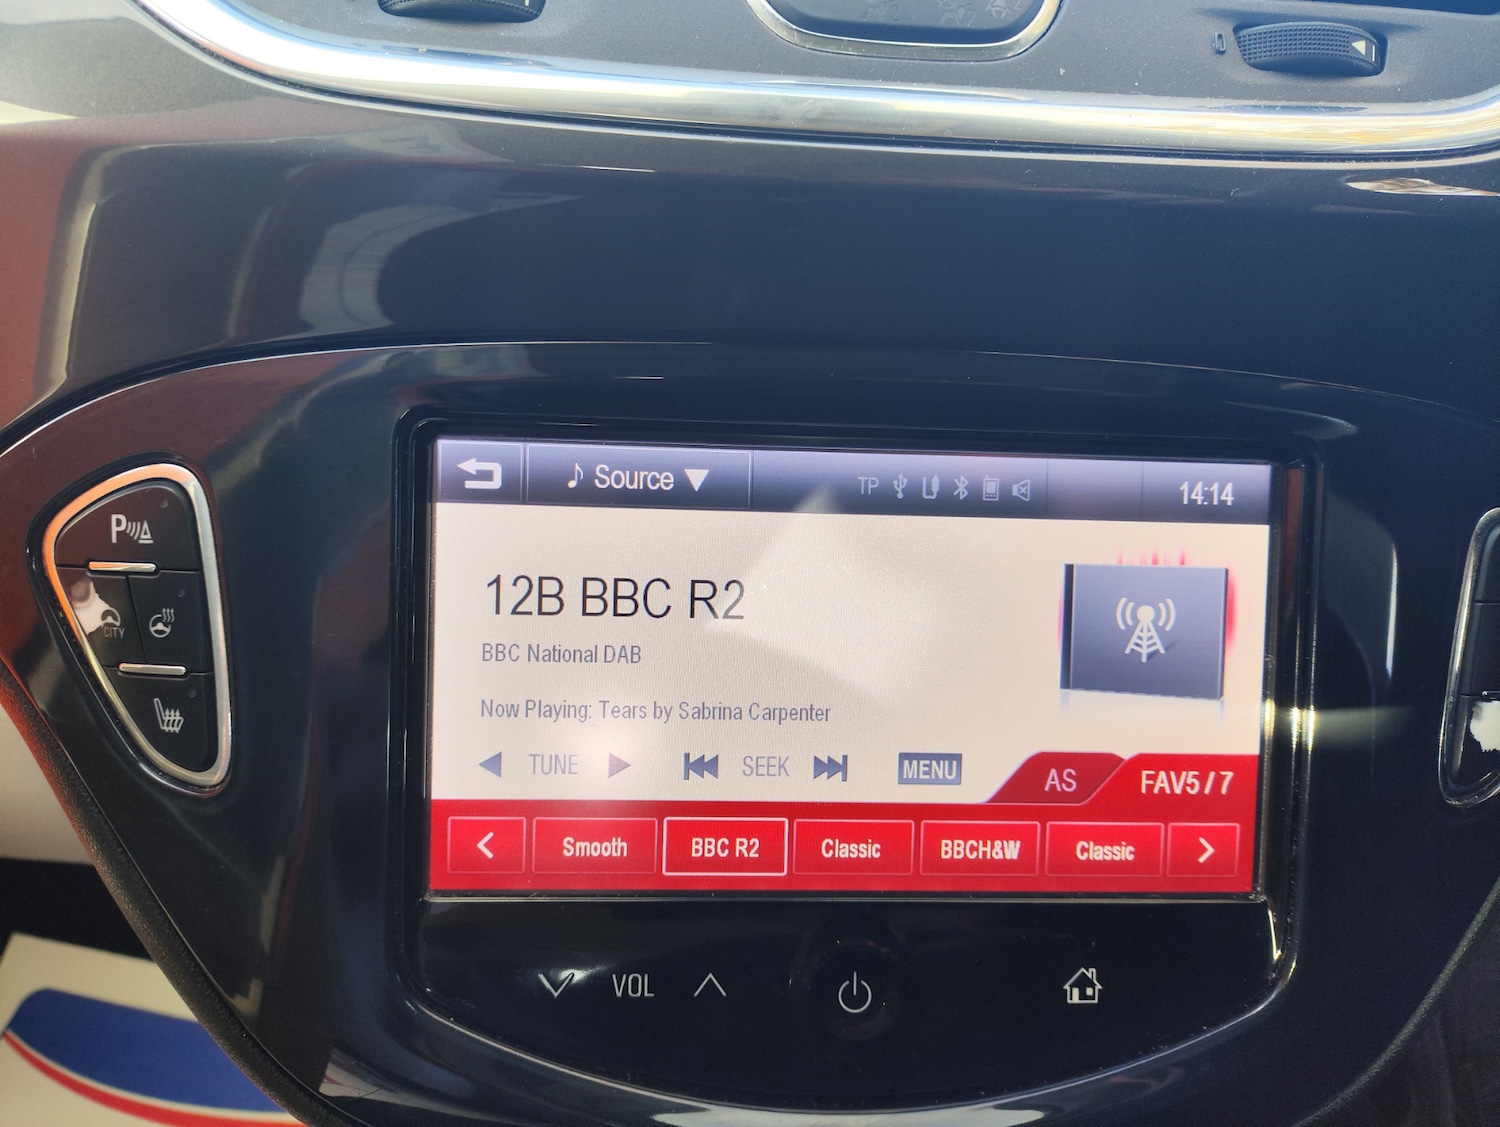 Source
TP
14:14
12B BBC R2
BBC National DAB
Now Playing: Tears by Sabrina Carpenter
TUNE
SEEK
MENU
AS
FAV5/7
Smooth
BBC R2
Classic
BBCH&W
Classic
VOL
P
CITY
0